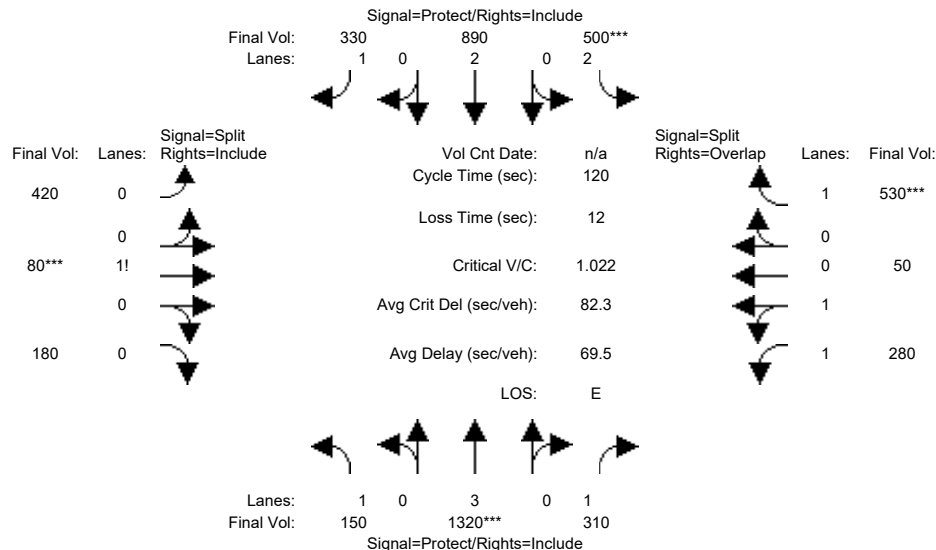 Signal=Protect/Rights=Include
Final Vol: 330 890 500***
Lanes: 1 0 2 0 2
Signal=Split
Final Vol: Lanes: Rights=Include
Vol Cnt Date: n/a
Signal=Split
Rights=Overlap Lanes: Final Vol:
Cycle Time (sec): 120
420 0
1 530***
Loss Time (sec): 12
0
0
80*** 1!
Critical V/C: 1.022
0 50
0
Avg Crit Del (sec/veh): 82.3
1
180 0
Avg Delay (sec/veh): 69.5
1 280
LOS: E
Lanes: 1 0 3 0 1
Final Vol: 150 1320*** 310
Signal=Protect/Rights=Include